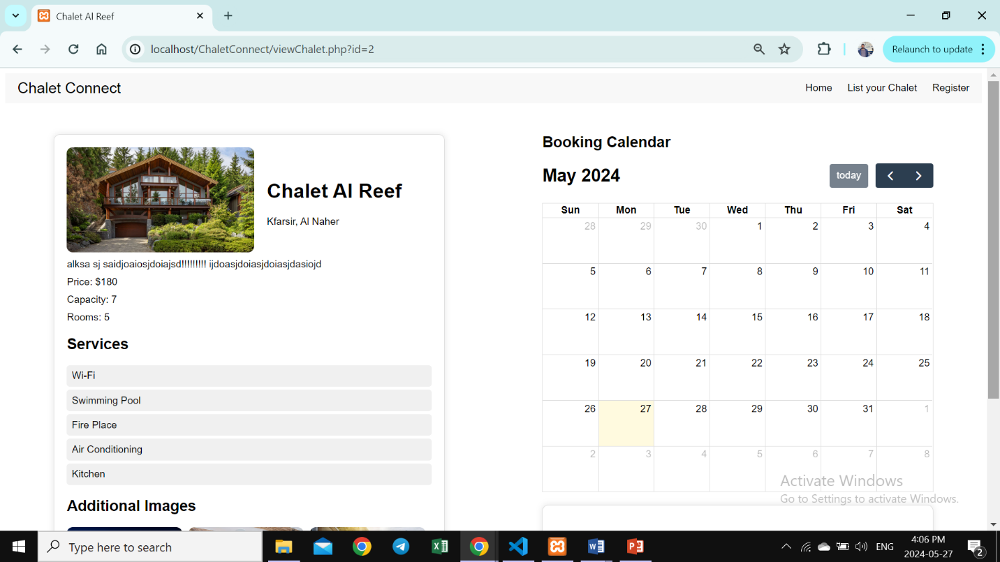 Chalet Al Reef
localhost/ChaletConnect/viewChalet.php?id=2
Relaunch to update
Chalet Connect
Home
List your Chalet
Register
Chalet Al Reef
Kfarsir, Al Naher
alksa sj saidjoaiosjdoiajsd!!!!!!!!! ijdoasjdoiasjdoiasjdasiojd
Price: $180
Capacity: 7
Rooms: 5
Services
Wi-Fi
Swimming Pool
Fire Place
Air Conditioning
Kitchen
Additional Images
Booking Calendar
May 2024
today
Sun Mon Tue Wed Thu Fri Sat
28 29 30 1 2 3 4
5 6 7 8 9 10 11
12 13 14 15 16 17 18
19 20 21 22 23 24 25
26 27 28 29 30 31 1
2 3 4 5 6 7 8
Activate Windows
Go to Settings to activate Windows.
Type here to search
ENG
4:06 PM
2024-05-27
2